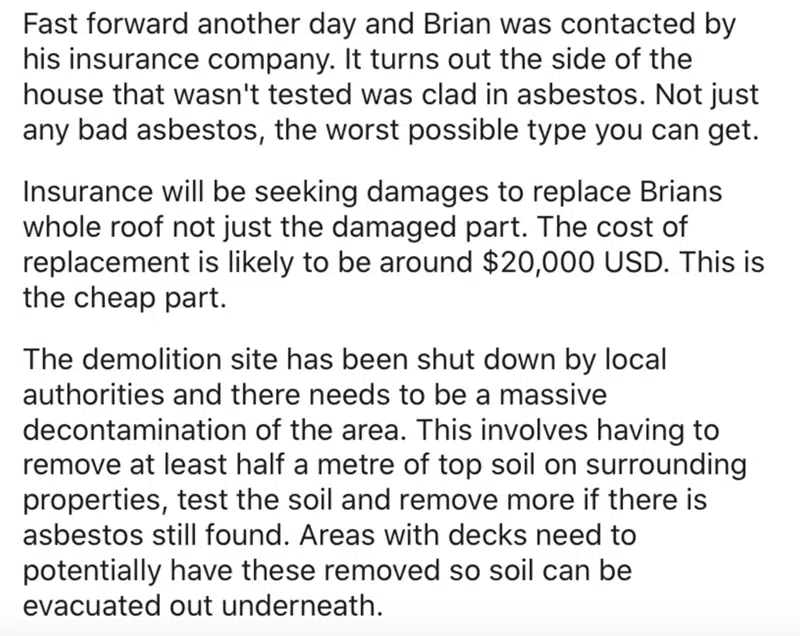 Fast forward another day and Brian was contacted by
his insurance company. It turns out the side of the
house that wasn't tested was clad in asbestos. Not just
any bad asbestos, the worst possible type you can get.
Insurance will be seeking damages to replace Brians
whole roof not just the damaged part. The cost of
replacement is likely to be around $20,000 USD. This is
the cheap part.
The demolition site has been shut down by local
authorities and there needs to be a massive
decontamination of the area. This involves having to
remove at least half a metre of top soil on surrounding
properties, test the soil and remove more if there is
asbestos still found. Areas with decks need to
potentially have these removed so soil can be
evacuated out underneath.